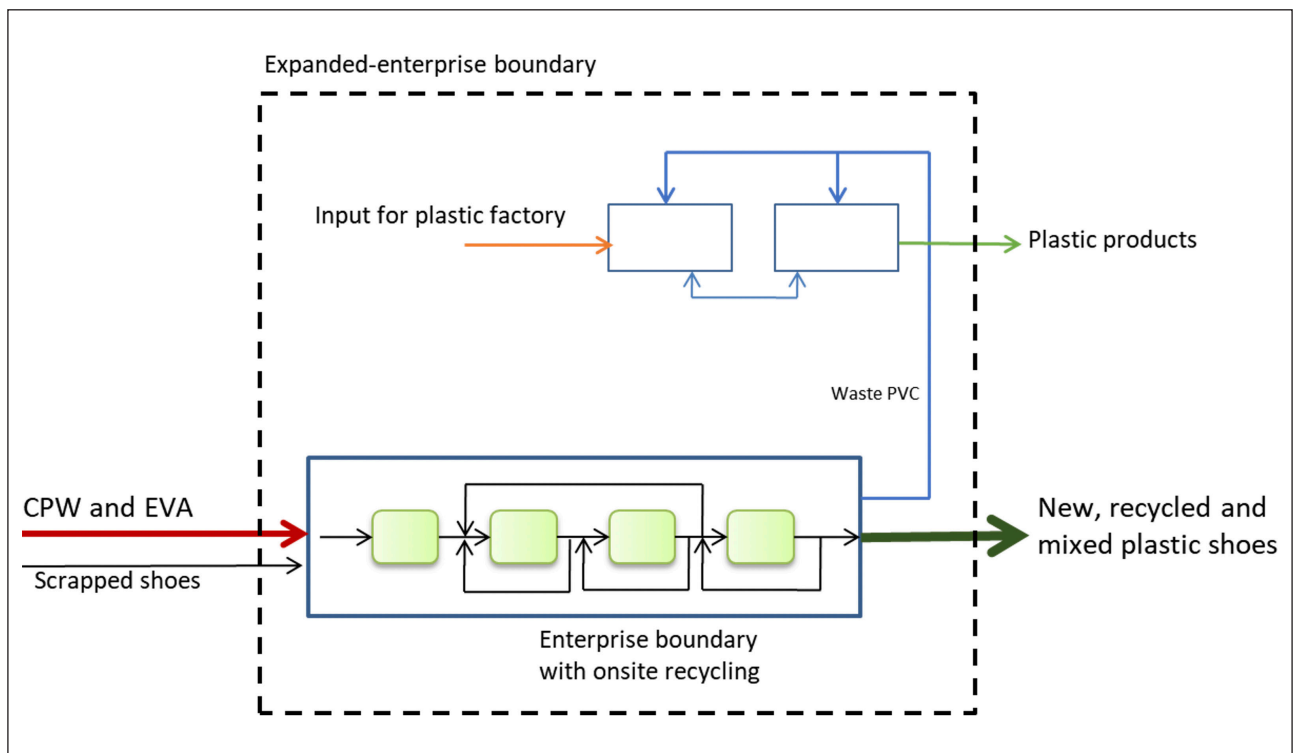 Expanded-enterprise boundary
Input for plastic factory
Plastic products
Waste PVC
CPW and EVA
Scrapped shoes
New, recycled and
mixed plastic shoes
Enterprise boundary
with onsite recycling